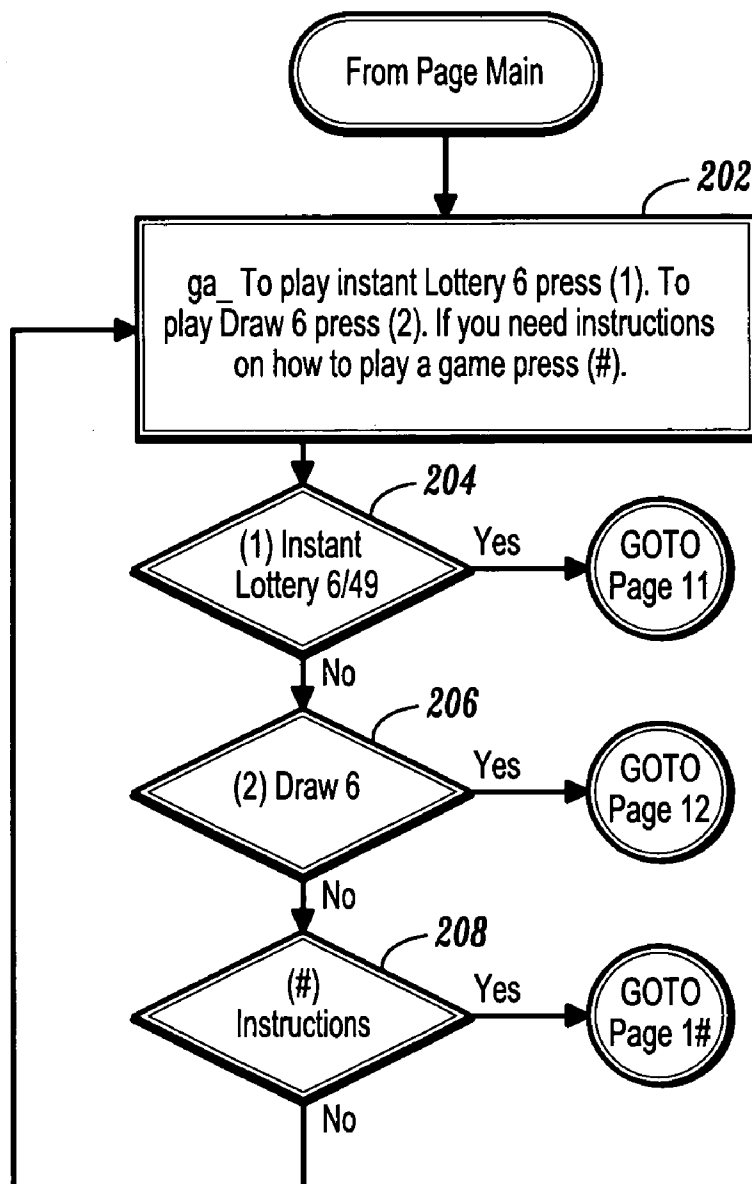 From Page Main
202
ga_ To play instant Lottery 6 press (1). To
play Draw 6 press (2). If you need instructions
on how to play a game press (#).
204
(1) Instant
Lottery 6/49
Yes
GOTO
Page 11
No
206
(2) Draw 6
Yes
GOTO
Page 12
No
208
(#)
Instructions
Yes
GOTO
Page 1#
No